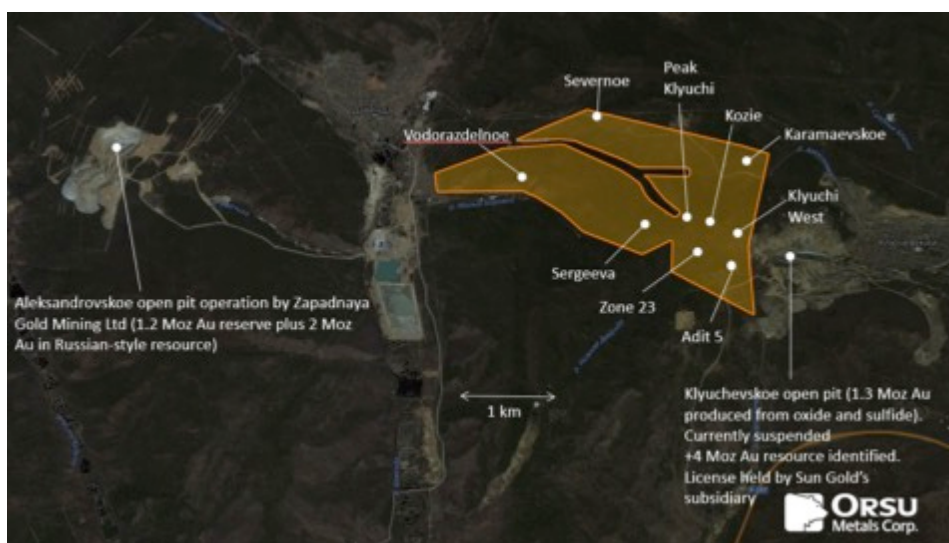 Severnoe
Peak
Klyuchi
Kozie
Karamaevskoe
Vodorazdelnoe
Klyuchi
West
Sergeeva
Zone 23
Adit 5
Aleksandrovskoe open pit operation by Zapadnaya
Gold Mining Ltd (1.2 Moz Au reserve plus 2 Moz
Au in Russian-style resource)
1 km
Klyuchevskoe open pit (1.3 Moz Au
produced from oxide and sulfide).
Currently suspended
+4 Moz Au resource identified.
License held by Sun Gold's
subsidiary
ORSU
Metals Corp.